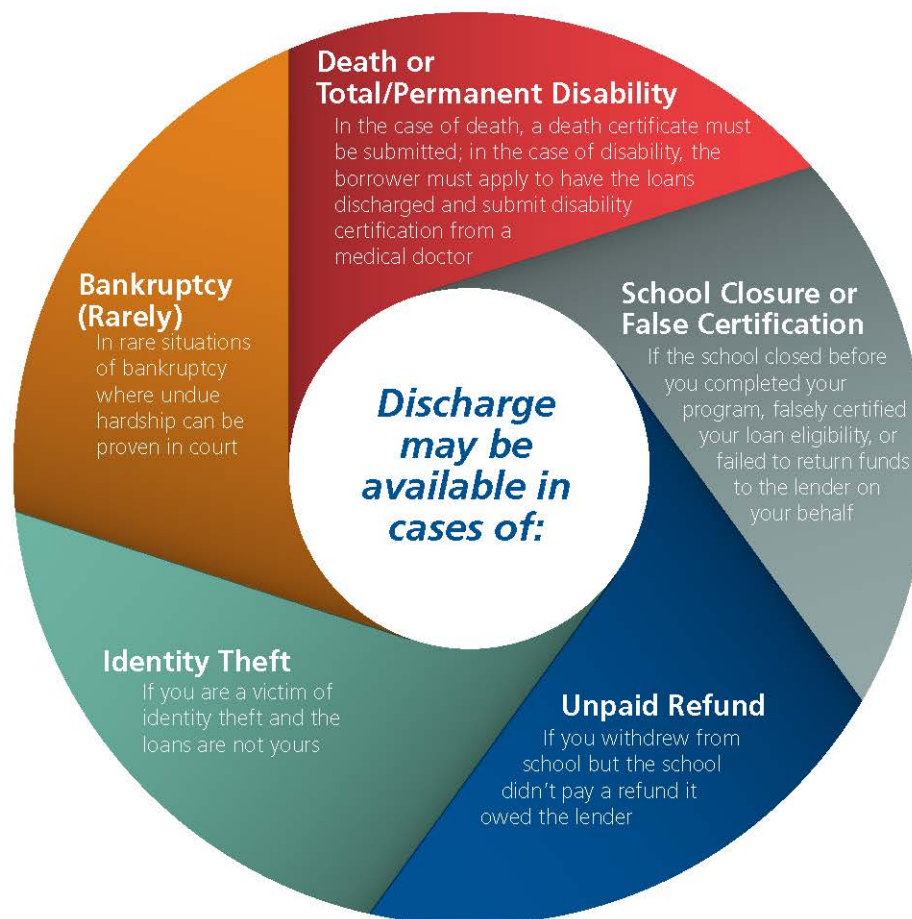 Death or
Total/Permanent Disability
In the case of death, a death certificate must
be submitted; in the case of disability, the
borrower must apply to have the loans
discharged and submit disability
certification from a
medical doctor
School Closure or
False Certification
If the school closed before
you completed your
program, falsely certified
your loan eligibility, or
failed to return funds
to the lender on
your behalf
Unpaid Refund
If you withdrew from
school but the school
didn't pay a refund it
owed the lender
Identity Theft
If you are a victim of
identity theft and the
loans are not yours
Bankruptcy
(Rarely)
In rare situations
of bankruptcy
where undue
hardship can be
proven in court
Discharge
may be
available in
cases of: